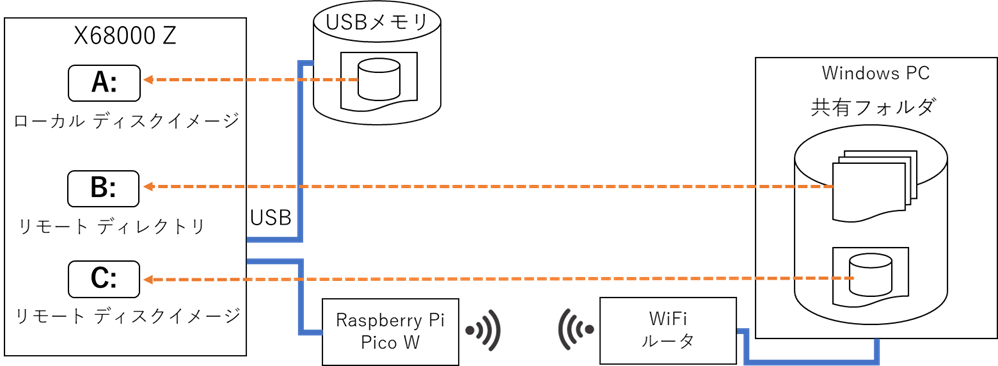 X68000 Z
A:
ローカル ディスクイメージ
B:
リモート ディレクトリ
C:
リモート ディスクイメージ
USBメモリ
USB
Raspberry Pi
Pico W
WiFi
ルータ
Windows PC
共有フォルダ